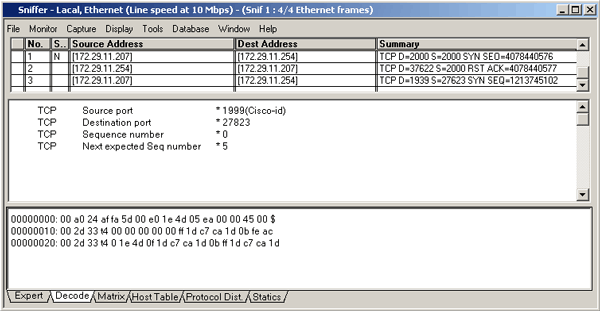 Sniffer - Lacal, Ethernet (Line speed at 10 Mbps) - (Snif 1 : 4/4 Ethernet frames)
File Monitor Capture Display Tools Database Window Help
No. S.. Source Address Dest Address Summary
1 N [172.29.11.207] [172.29.11.254] TCP D=2000 S=2000 SYN SEO=4078440576
2 [172.29.11.207] [172.29.11.254] TCP D=37622 S=2000 RST ACK=4078440577
3 [172.29.11.207] [172.29.11.254] TCP D=1939 S=27623 SYN SEQ=1213745102
TCP Source port * 1999(Cisco-id)
TCP Destination port * 27823
TCP Sequence number * 0
TCP Next expected Seq number * 5
00000000: 00 a0 24 af fa 5d 00 e0 1e 4d 05 ea 00 00 45 00 $
00000010: 00 2d 33 t4 00 00 00 00 00 ff 1d c7 ca 1d 0b fe ac
00000020: 00 2d 33 t4 0 1e 4d 0f 1d c7 ca 1d 0b ff 1d c7 ca 1d
Expert Decode Matrix Host Table Protocol Dist. Statics